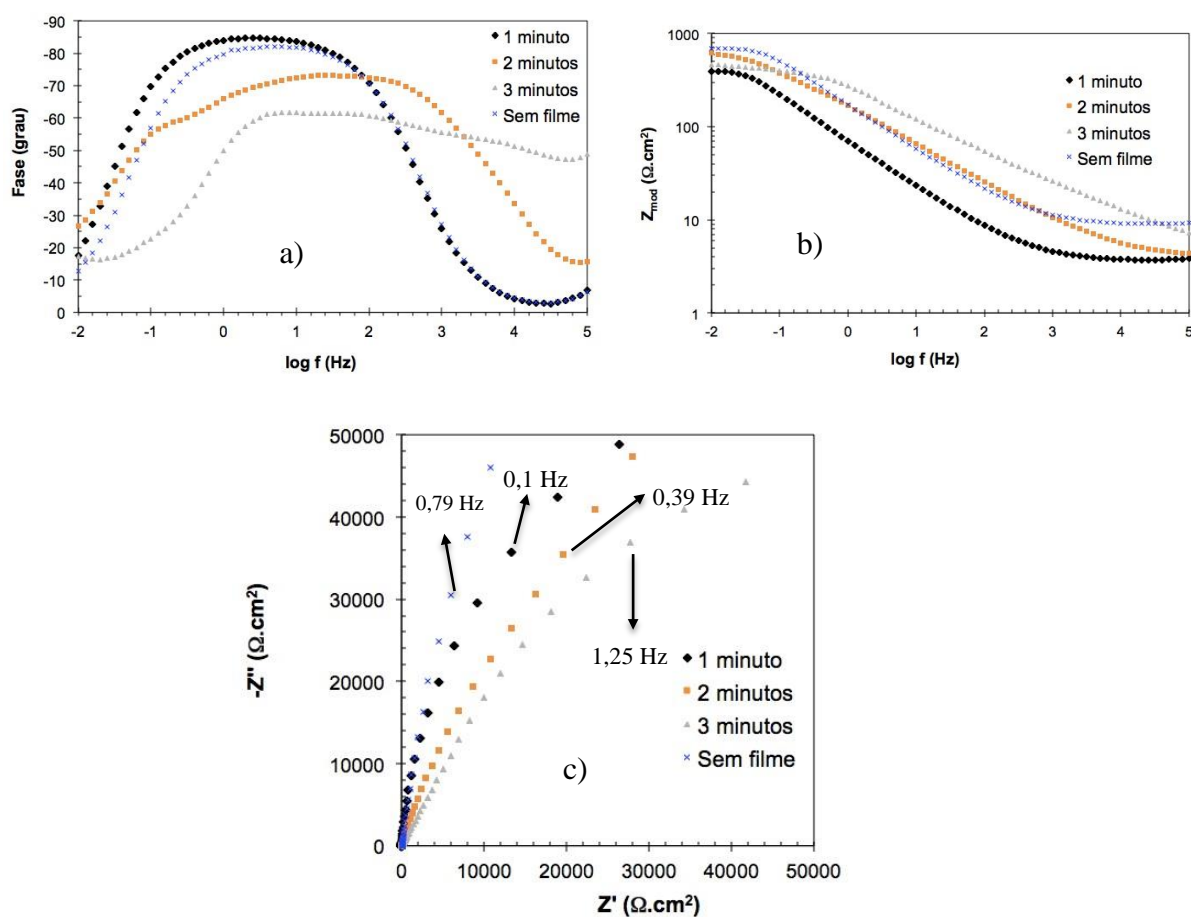 -90
-80
-70
-60
-50
-40
-30
-20
-10
0
Fase (grau)
-2 -1 0 1 2 3 4 5
log f (Hz)
1 minuto
2 minutos
3 minutos
Sem filme
a)
1000
100
10
1
Zmod (Ω.cm2)
-2 -1 0 1 2 3 4 5
log f (Hz)
1 minuto
2 minutos
3 minutos
Sem filme
b)
50000
40000
30000
20000
10000
0
-Z'' (Ω.cm2)
0 10000 20000 30000 40000 50000
Z' (Ω.cm2)
0,79 Hz
0,1 Hz
0,39 Hz
1,25 Hz
1 minuto
2 minutos
3 minutos
Sem filme
c)